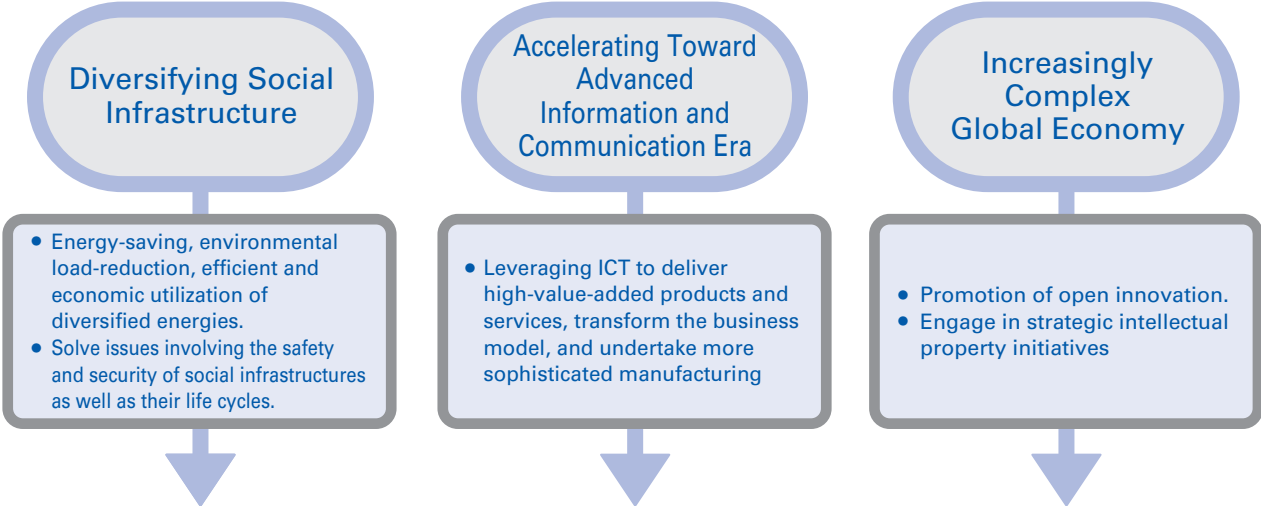 Diversifying Social
Infrastructure
• Energy-saving, environmental
load-reduction, efficient and
economic utilization of
diversified energies.
• Solve issues involving the safety
and security of social infrastructures
as well as their life cycles.
Accelerating Toward
Advanced
Information and
Communication Era
• Leveraging ICT to deliver
high-value-added products and
services, transform the business
model, and undertake more
sophisticated manufacturing
Increasingly
Complex
Global Economy
• Promotion of open innovation.
• Engage in strategic intellectual
property initiatives